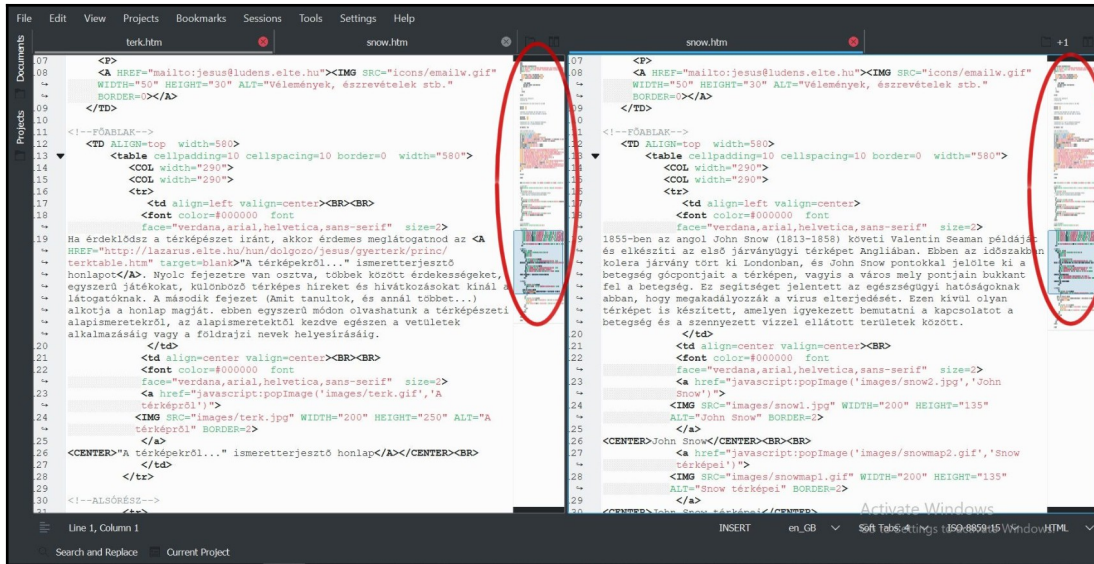 File Edit View Projects Bookmarks Sessions Tools Settings Help
Documents
Projects
terk.htm
snow.htm
07 <P>
08 <A HREF="mailto:jesus@ludens.elte.hu"><IMG SRC="icons/emailw.gif"
WIDTH="50" HEIGHT="30" ALT="Vélemények, észrevételek stb."
BORDER=0></A>
09 </TD>
10
11 <!--FŐABLAK-->
12 <TD ALIGN=top width=580>
13 <table cellpadding=10 cellspacing=10 border=0 width="580">
14 <COL width="290">
15 <COL width="290">
16 <tr>
17 <td align=left valign=center><BR><BR>
18 <font color=#000000 font
face="verdana,arial,helvetica,sans-serif" size=2>
19 Ha érdeklődsz a térképészet iránt, akkor érdemes meglátogatnod az <A
HREF="http://lazarus.elte.hu/hun/dolgozo/jesus/gyerterk/princ/
terktable.htm" target=blank>"A térképekről..." ismeretterjesztő
honlapot</A>. Nyolc fejezetre van osztva, többek között érdekességeket,
egyszerű játékokat, különböző térképes híreket és hivatkozásokat kínál a
látogatóknak. A második fejezet (Amit tanultok, és annál többet...)
alkotja a honlap magját. ebben egyszerű módon olvashatunk a térképészeti
alapismeretekről, az alapismeretektől kezdve egészen a vetületek
alkalmazásáig vagy a földrajzi nevek helyesírásáig.
20 </td>
21 <td align=center valign=center><BR><BR>
22 <font color=#000000 font
face="verdana,arial,helvetica,sans-serif" size=2>
23 <a href="javascript:popImage('images/terk.gif','A
térképről')">
24 <IMG SRC="images/terk.jpg" WIDTH="200" HEIGHT="250" ALT="A
térképről" BORDER=2>
25 </a>
26 <CENTER>"A térképekről..." ismeretterjesztő honlap</A></CENTER><BR>
27 </td>
28 </tr>
29
30 <!--ALSÓRÉSZ-->
31 <tr>
snow.htm
+1
07 <P>
08 <A HREF="mailto:jesus@ludens.elte.hu"><IMG SRC="icons/emailw.gif"
WIDTH="50" HEIGHT="30" ALT="Vélemények, észrevételek stb."
BORDER=0></A>
09 </TD>
10
11 <!--FŐABLAK-->
12 <TD ALIGN=top width=580>
13 <table cellpadding=10 cellspacing=10 border=0 width="580">
14 <COL width="290">
15 <COL width="290">
16 <tr>
17 <td align=left valign=center><BR><BR>
18 <font color=#000000 font
face="verdana,arial,helvetica,sans-serif" size=2>
19 1855-ben az angol John Snow (1813-1858) követi Valentin Seaman példáját
és elkészíti az első járványügyi térképet Angliában. Ebben az időszakban
kolera járvány tört ki Londonban, és John Snow pontokkal jelölte ki a
betegség gócpontjait a térképen, vagyis a város mely pontjain bukkant
fel a betegség. Ez segítséget jelentett az egészségügyi hatóságoknak
abban, hogy megakadályozzák a vírus elterjedését. Ezen kívül olyan
térképet is készített, amelyen igyekezett bemutatni a kapcsolatot a
betegség és a szennyezett vízzel ellátott területek között.
20 </td>
21 <td align=center valign=center><BR><BR>
22 <font color=#000000 font
face="verdana,arial,helvetica,sans-serif" size=2>
23 <a href="javascript:popImage('images/snow2.jpg','John
Snow')">
24 <IMG SRC="images/snow1.jpg" WIDTH="200" HEIGHT="135"
ALT="John Snow" BORDER=2>
25 </a>
26 <CENTER>John Snow</CENTER><BR><BR>
27 <a href="javascript:popImage('images/snowmap2.gif','Snow
térképei')">
28 <IMG SRC="images/snowmap1.gif" WIDTH="200" HEIGHT="135"
ALT="Snow térképei" BORDER=2>
29 </a>
30 <CENTER>John Snow térképei</CENTER>
Activate Windows
Line 1, Column 1 INSERT en_GB Soft Tabs: 4 ISO-8859-15 HTML
Search and Replace Current Project